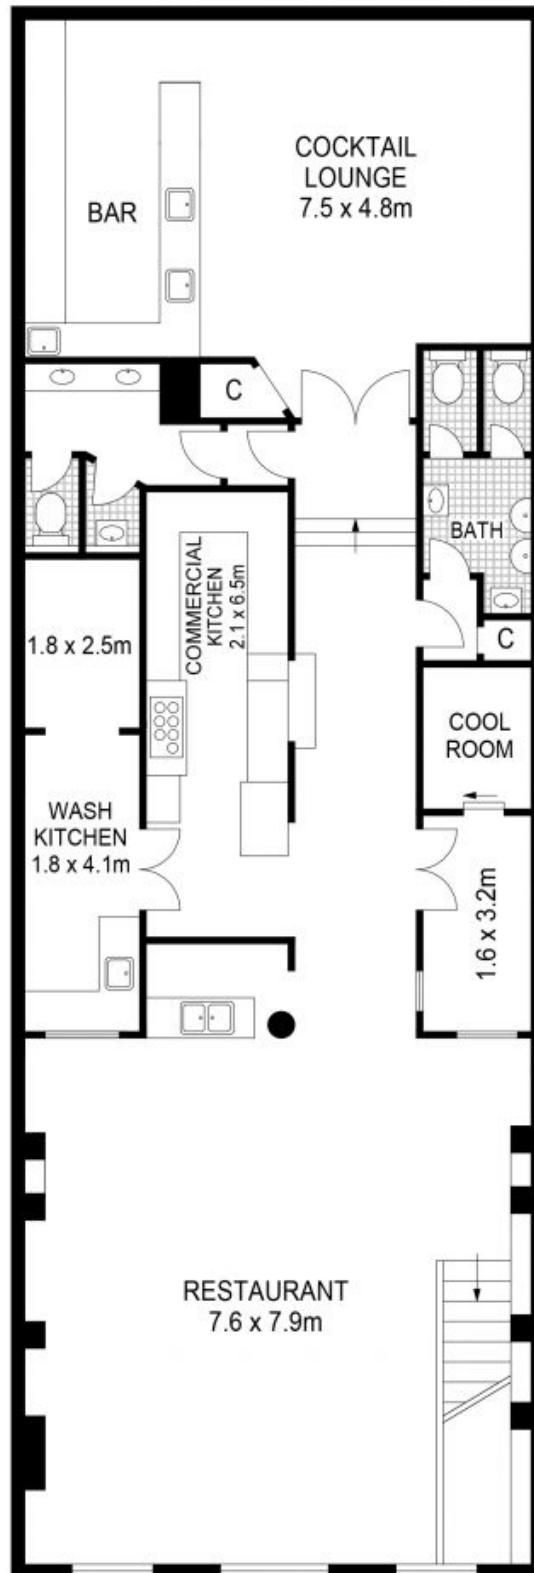 COCKTAIL
LOUNGE
7.5 x 4.8m
BAR
C
BATH
COMMERCIAL
KITCHEN
2.1 x 6.5m
1.8 x 2.5m
C
COOL
ROOM
WASH
KITCHEN
1.8 x 4.1m
1.6 x 3.2m
RESTAURANT
7.6 x 7.9m